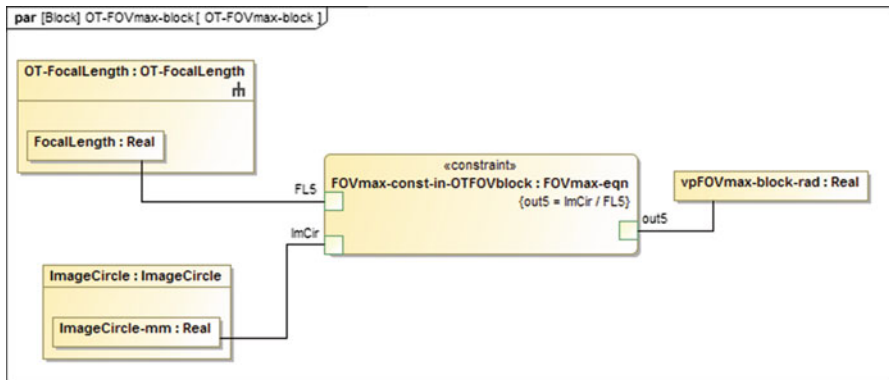 par [Block] OT-FOVmax-block[ OT-FOVmax-block ]
OT-FocalLength : OT-FocalLength
FocalLength : Real
«constraint»
FOVmax-const-in-OTFOVblock : FOVmax-eqn
{out5 = ImCir / FL5}
FL5
ImCir
out5
vpFOVmax-block-rad : Real
ImageCircle : ImageCircle
ImageCircle-mm : Real